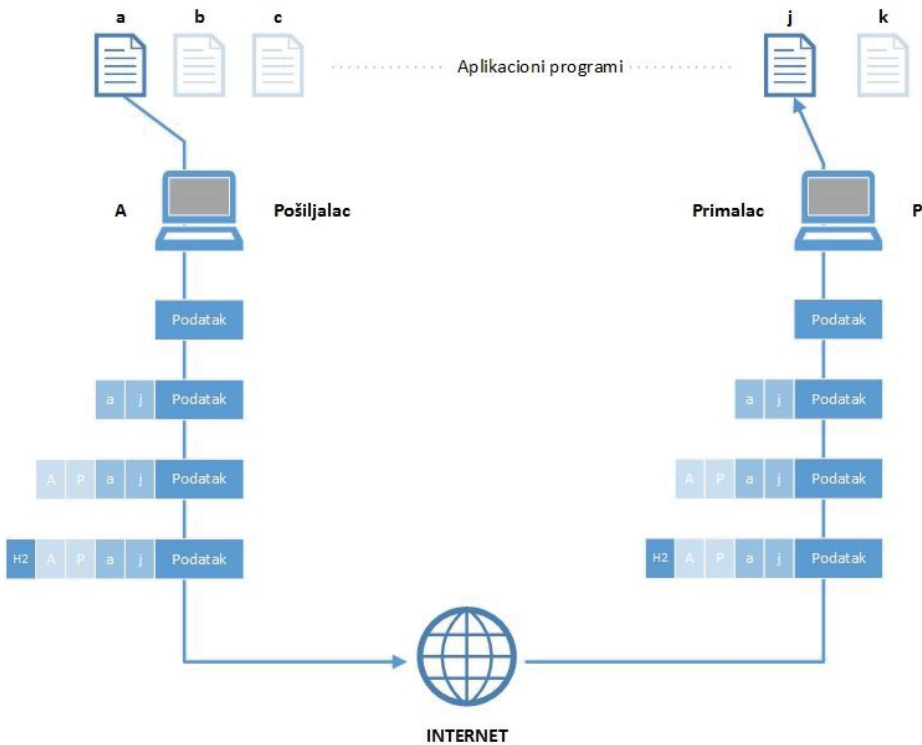 a b c j k
Aplikacioni programi
A Pošiljalac Primalac P
Podatak Podatak
a j Podatak a j Podatak
A P a j Podatak A P a j Podatak
H2 A P a j Podatak H2 A P a j Podatak
INTERNET